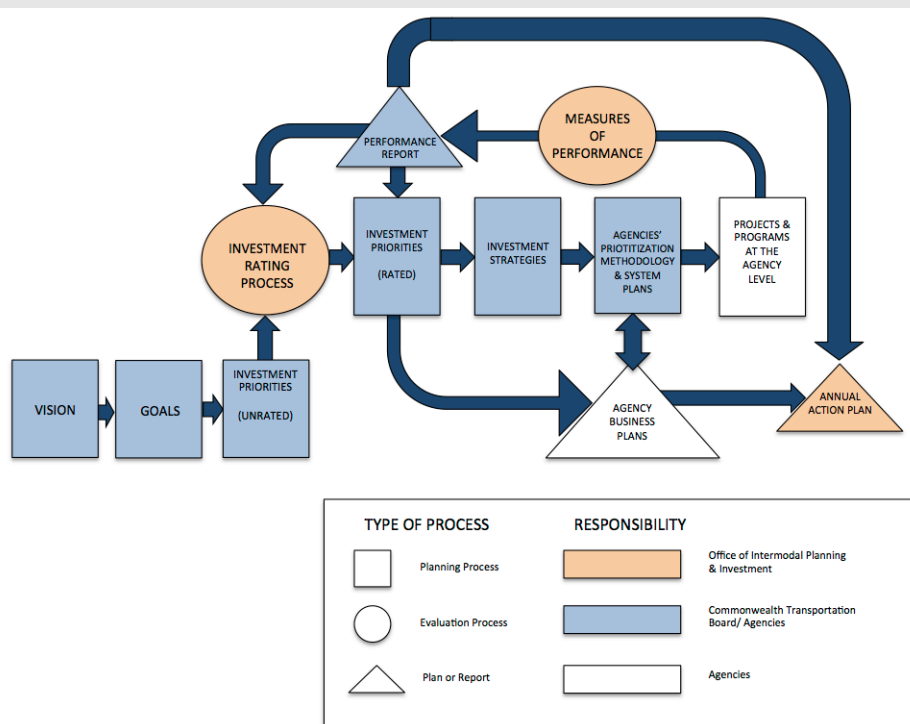 MEASURES
OF
PERFORMANCE
PERFORMANCE
REPORT
INVESTMENT
RATING
PROCESS
INVESTMENT
PRIORITIES
(RATED)
INVESTMENT
STRATEGIES
AGENCIES'
PRIOTITIZATION
METHODOLOGY
& SYSTEM
PLANS
PROJECTS &
PROGRAMS
AT THE
AGENCY
LEVEL
VISION
GOALS
INVESTMENT
PRIORITIES
(UNRATED)
AGENCY
BUSINESS
PLANS
ANNUAL
ACTION PLAN
TYPE OF PROCESS
Planning Process
Evaluation Process
Plan or Report
RESPONSIBILITY
Office of Intermodal Planning
& Investment
Commonwealth Transportation
Board/ Agencies
Agencies